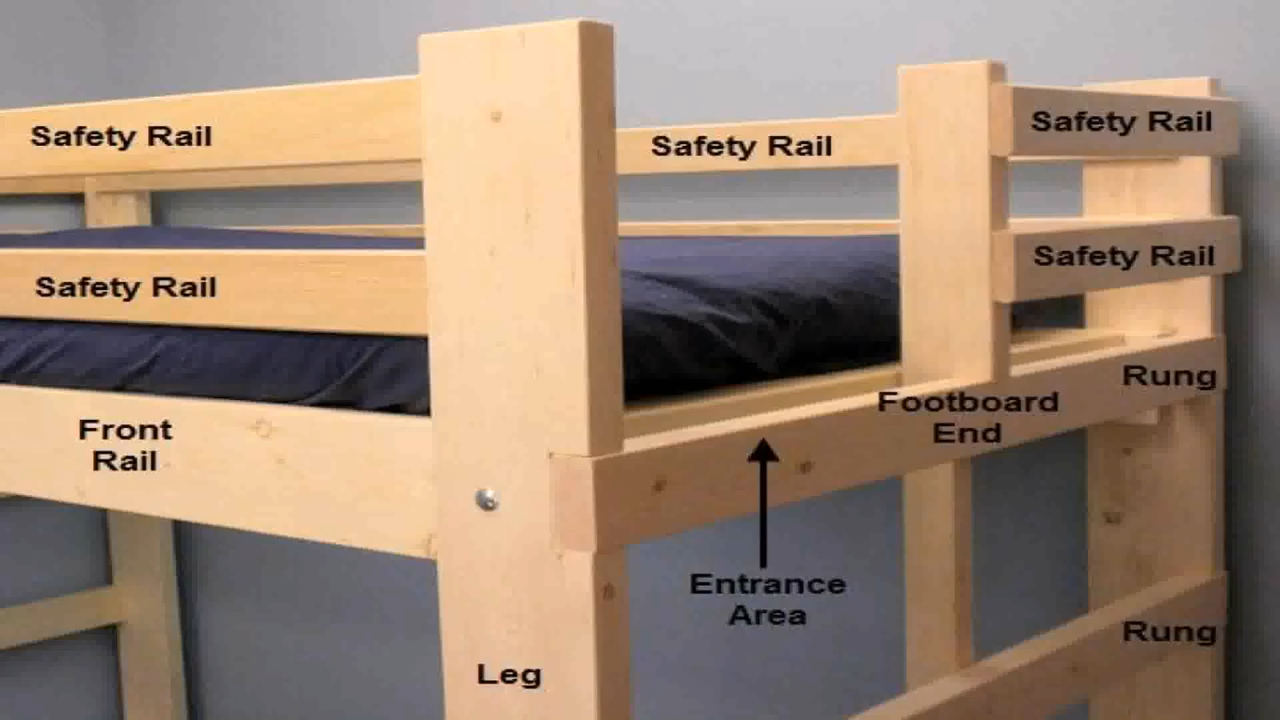 Safety Rail
Safety Rail
Safety Rail
Safety Rail
Safety Rail
Rung
Footboard
End
Front
Rail
Entrance
Area
Rung
Leg